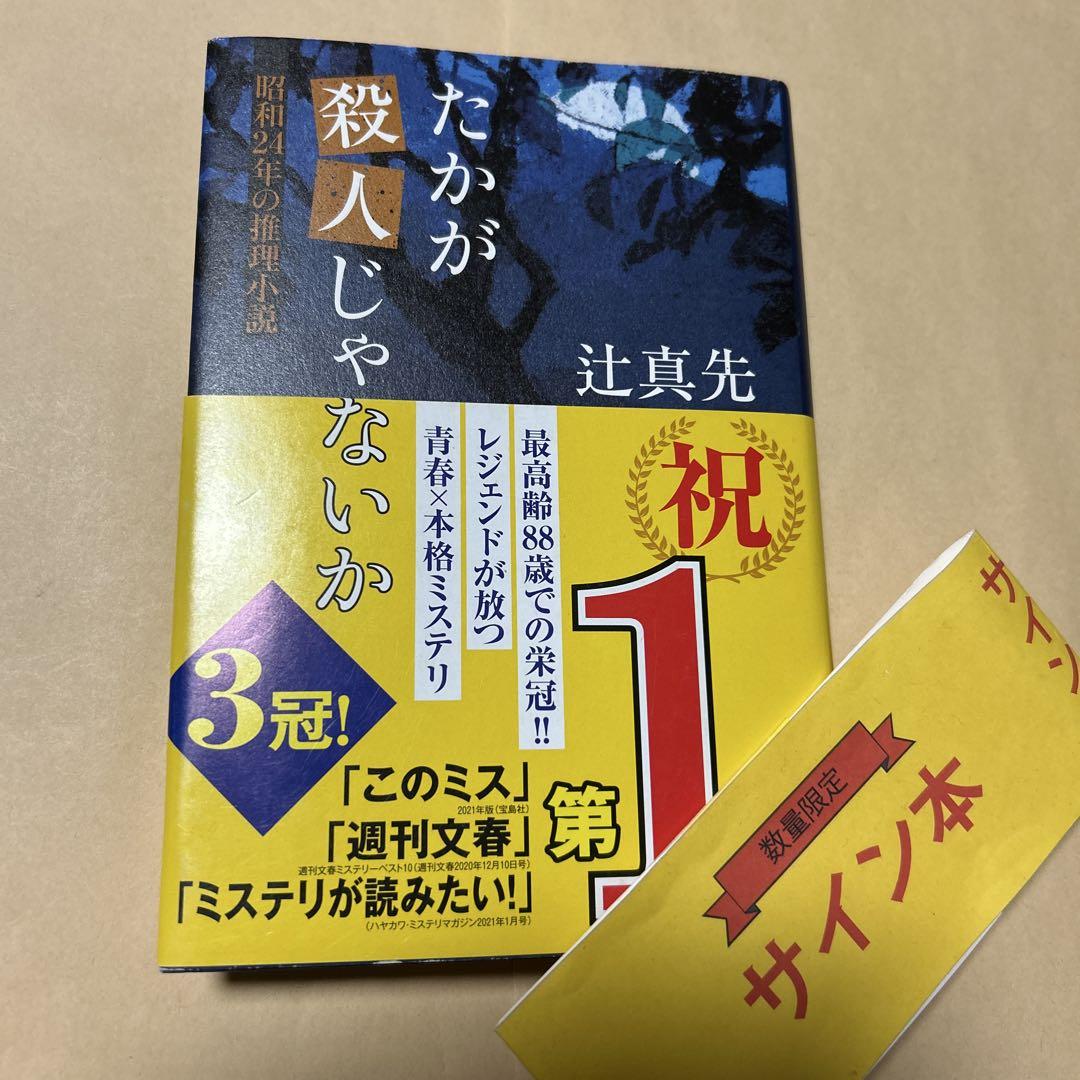 たかが
殺人じゃないか
昭和24年の推理小説
辻真先
祝
第1
最高齢88歳での栄冠!!
レジェンドが放つ
青春×本格ミステリ
3冠!
「このミス」
2021年版(宝島社)
「週刊文春」
週刊文春ミステリーベスト10(週刊文春2020年12月10日号)
「ミステリが読みたい!」
(ハヤカワ・ミステリマガジン2021年1月号)
サイン
数量限定
サイン本